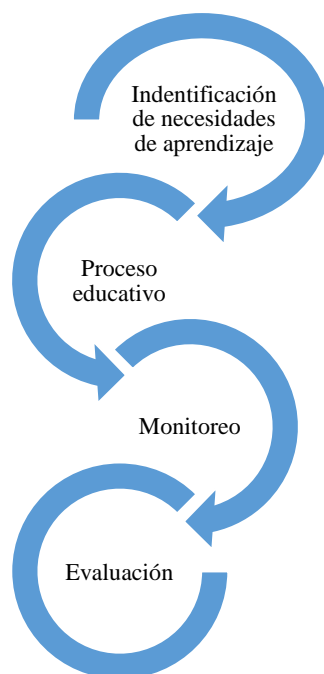 Indentificación
de necesidades
de aprendizaje
Proceso
educativo
Monitoreo
Evaluación